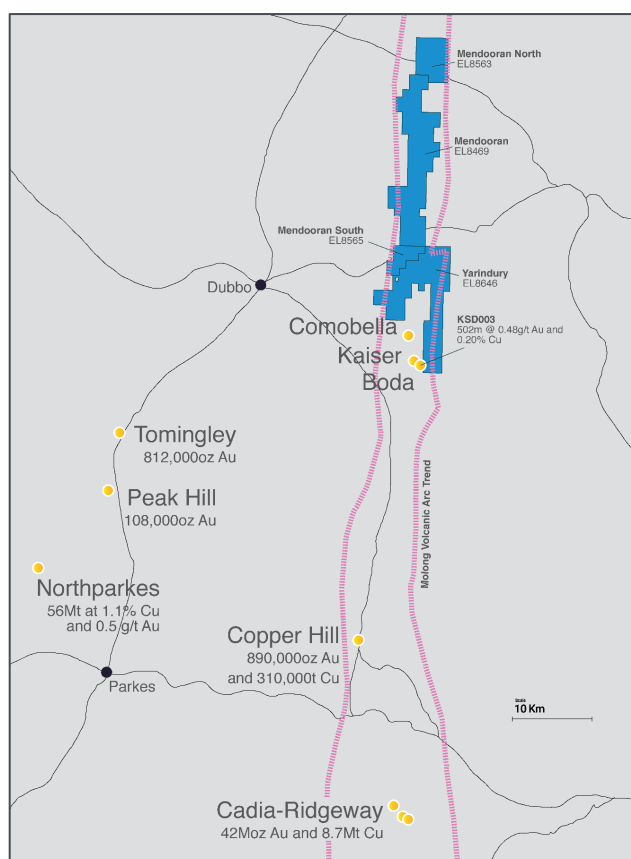 Mendooran North
EL8563
Mendooran
EL8469
Mendooran South
EL8565
Yarindury
EL8646
Dubbo
KSD003
502m @ 0.48g/t Au and
0.20% Cu
Comobella
Kaiser
Boda
Tomingley
812,000oz Au
Peak Hill
108,000oz Au
Molong Volcanic Arc Trend
Northparkes
56Mt at 1.1% Cu
and 0.5 g/t Au
Copper Hill
890,000oz Au
and 310,000t Cu
Parkes
Scale
10 Km
Cadia-Ridgeway
42Moz Au and 8.7Mt Cu